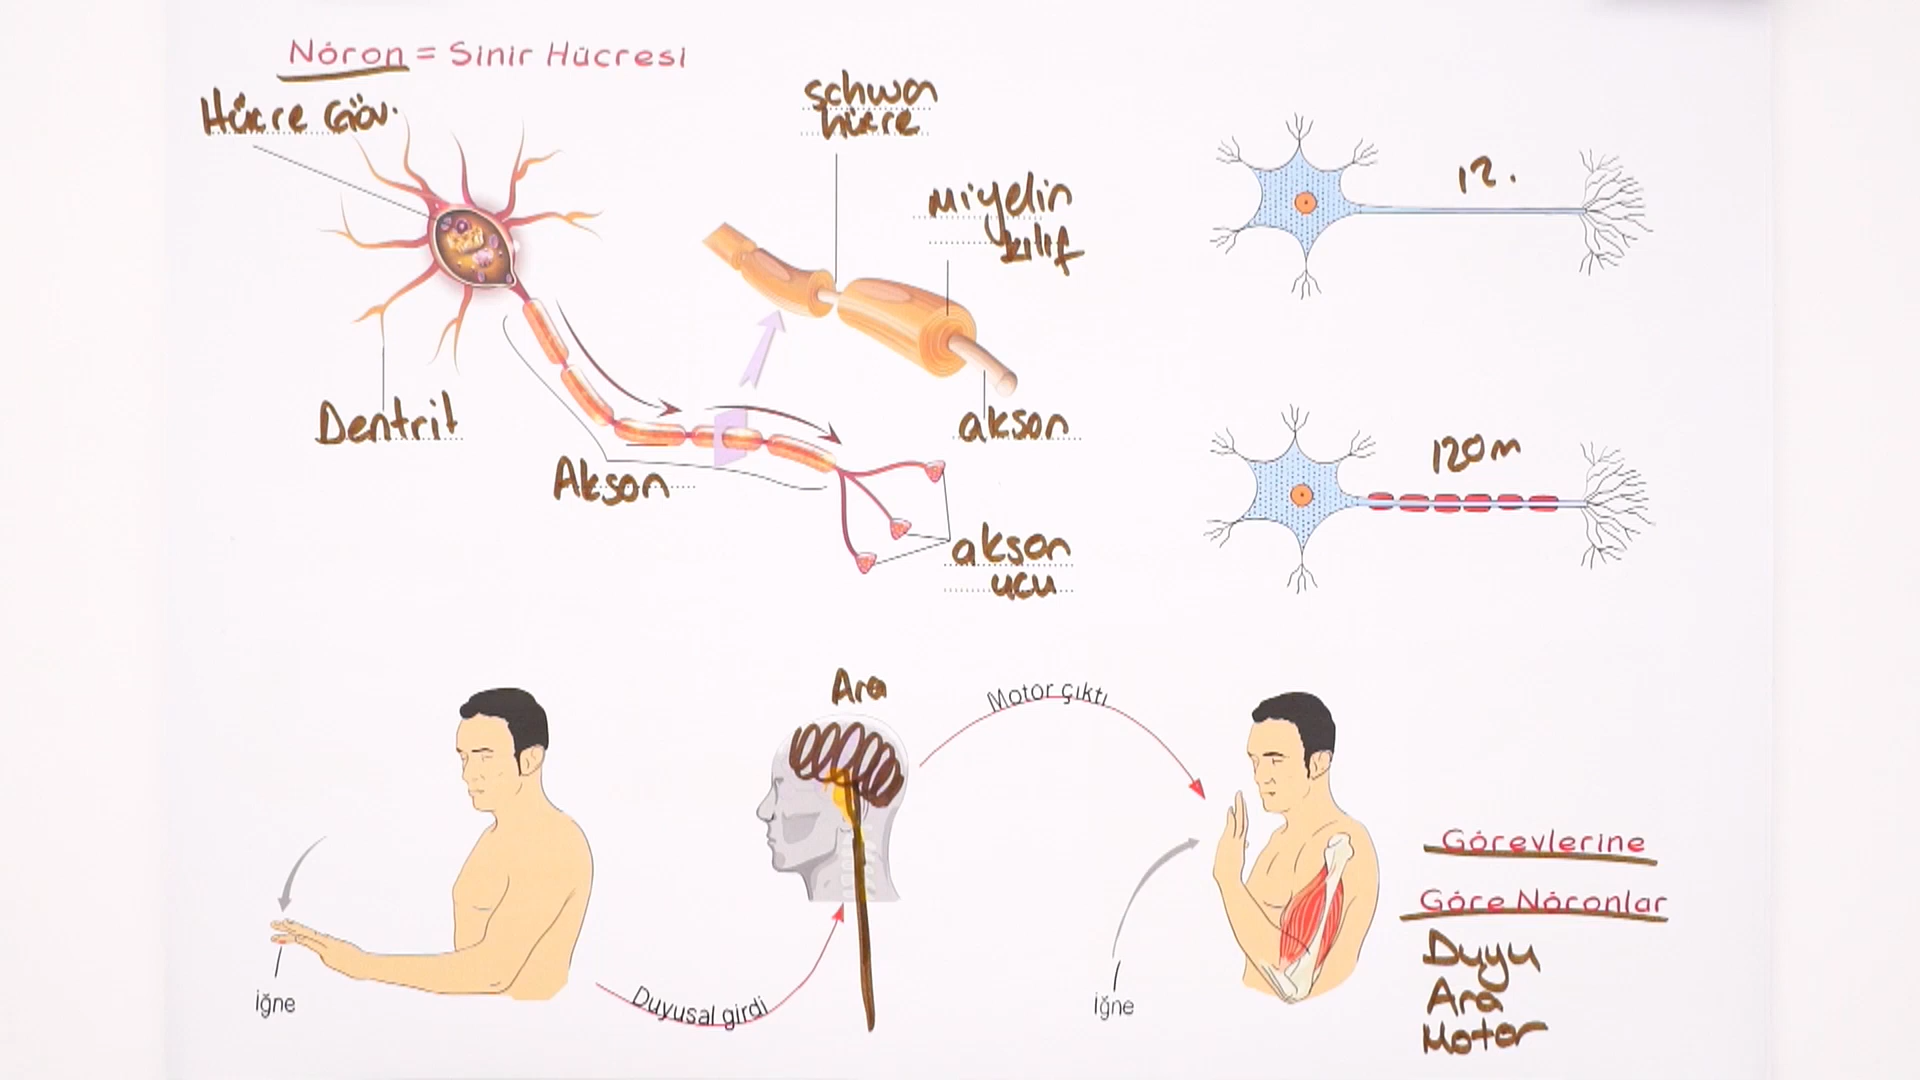 Nöron = Sinir Hücresi
Hücre Göv.
schwan
hücre
Miyelin
kılıf
12.
Dentrit
Akson
akson
akson
ucu
120m
Ara
Motor çıktı
Duyusal girdi
İğne
İğne
Görevlerine
Göre Nöronlar
Duyu
Ara
Motor